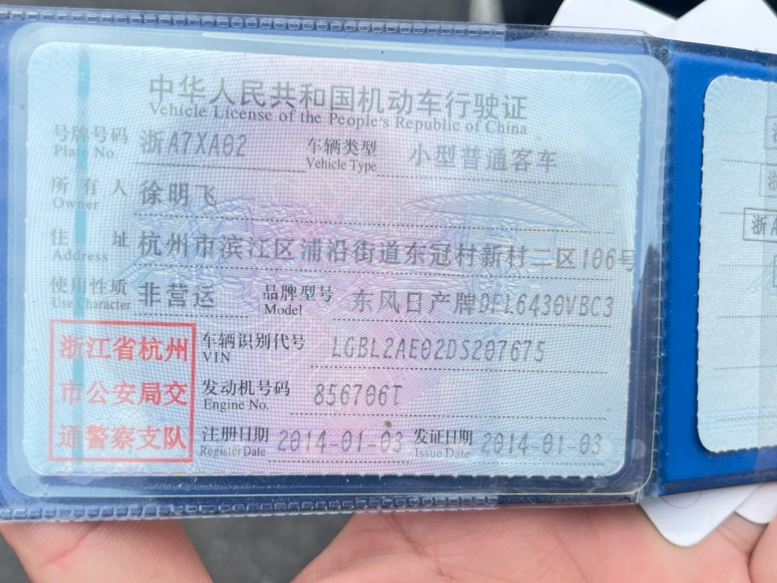 中华人民共和国机动车行驶证
Vehicle License of the People's Republic of China
号牌号码 浙A7XA02 车辆类型 小型普通客车
Plate No. Vehicle Type
所有人 徐明飞
Owner
住址 杭州市滨江区浦沿街道东冠村新村二区106号
Address
使用性质 非营运 品牌型号 东风日产牌DFL6430VBC3
Use Character Model
浙江省杭州
市公安局交
通警察支队
车辆识别代号 LGBL2AE02DS207675
VIN
发动机号码 856706T
Engine No.
注册日期 2014-01-03 发证日期 2014-01-03
Register Date Issue Date
浙A